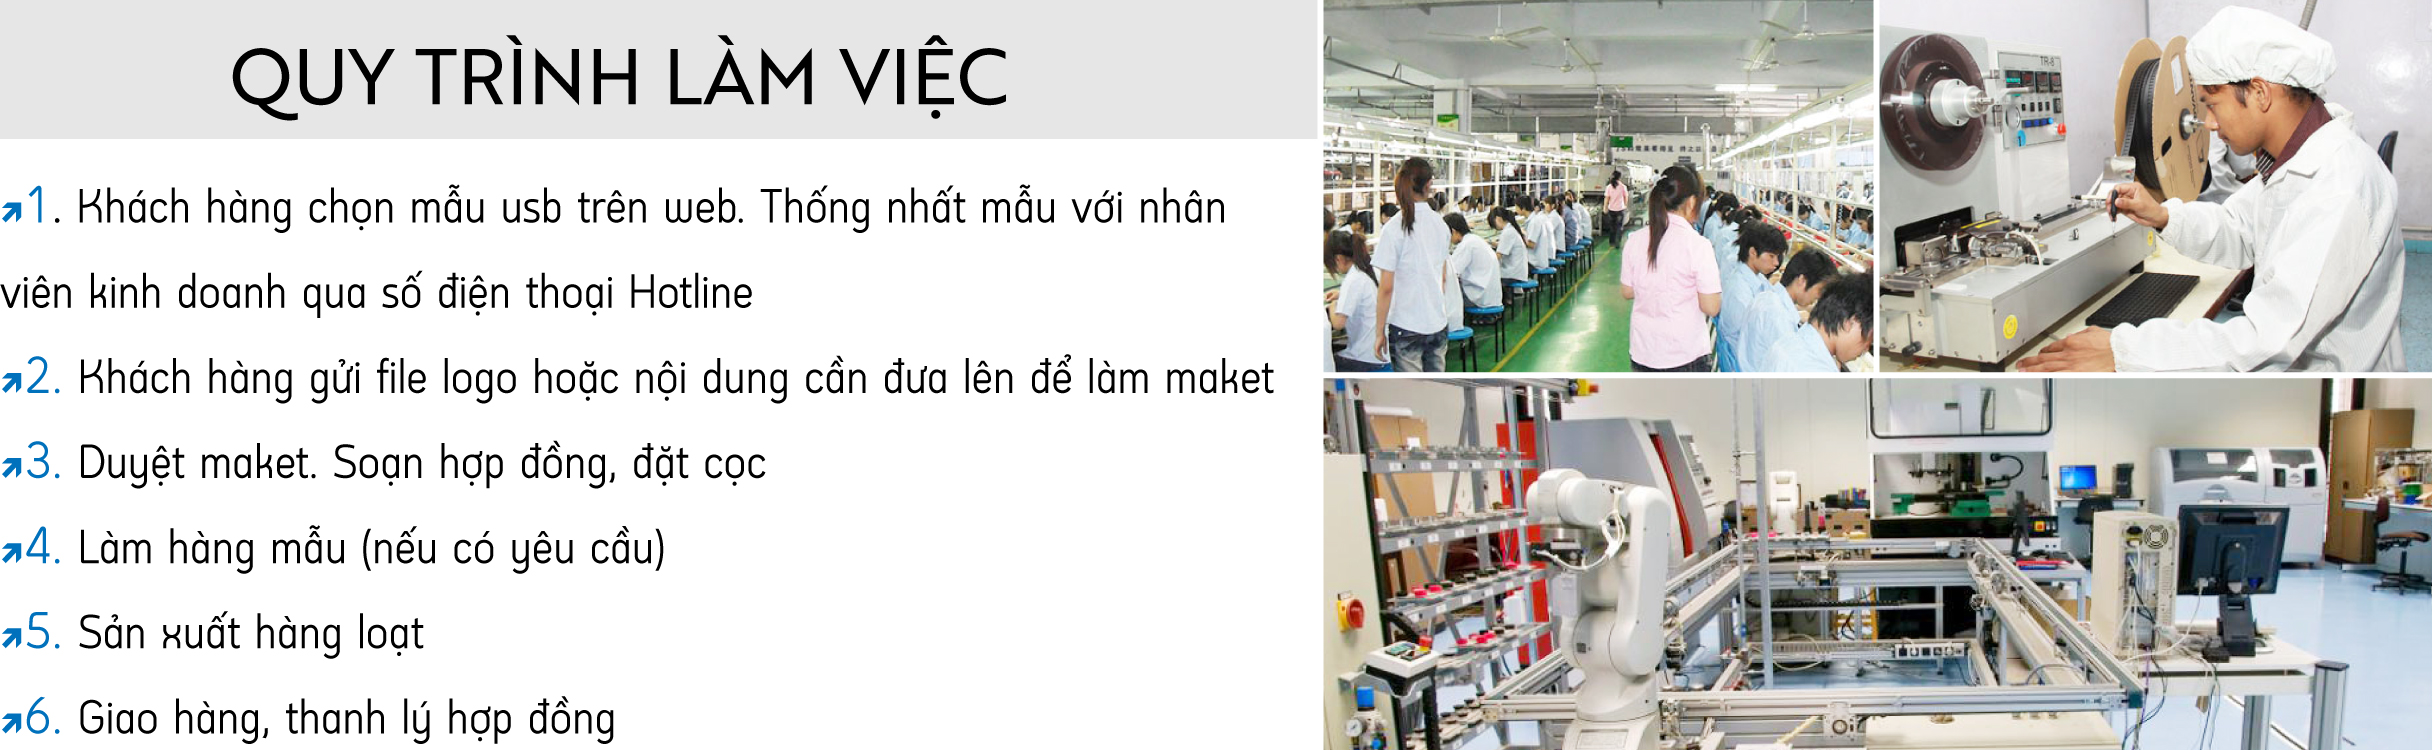 QUY TRÌNH LÀM VIỆC
1. Khách hàng chọn mẫu usb trên web. Thống nhất mẫu với nhân
viên kinh doanh qua số điện thoại Hotline
2. Khách hàng gửi file logo hoặc nội dung cần đưa lên để làm maket
3. Duyệt maket. Soạn hợp đồng, đặt cọc
4. Làm hàng mẫu (nếu có yêu cầu)
5. Sản xuất hàng loạt
6. Giao hàng, thanh lý hợp đồng
TR-8